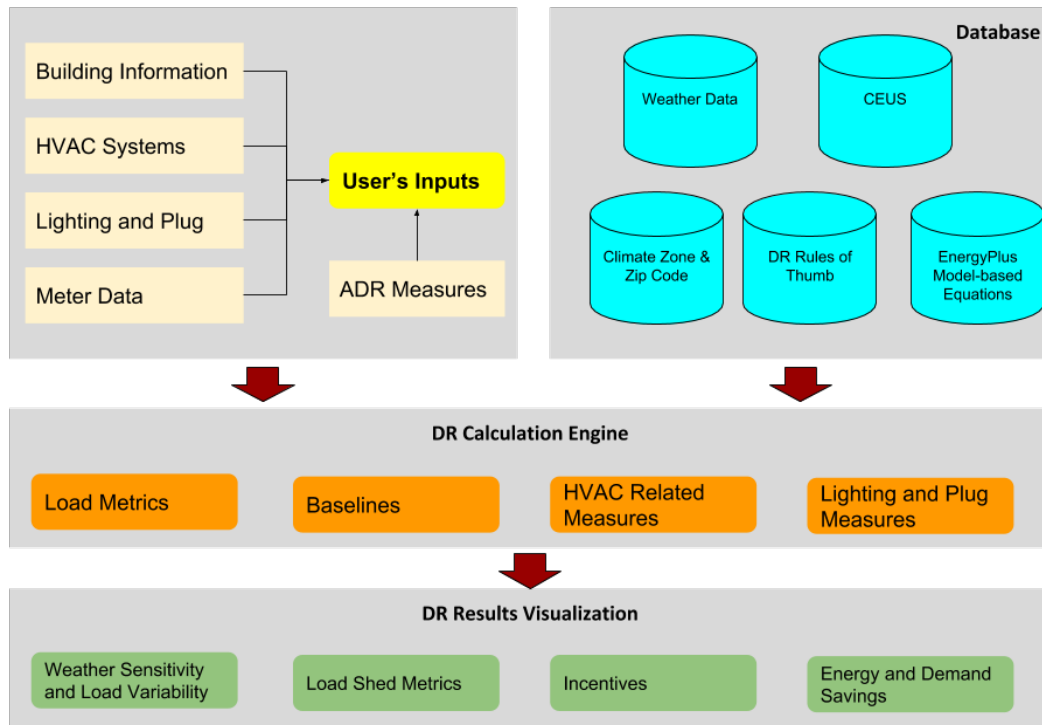 Building Information
HVAC Systems
Lighting and Plug
Meter Data
User's Inputs
ADR Measures
Database
Weather Data
CEUS
Climate Zone &
Zip Code
DR Rules of
Thumb
EnergyPlus
Model-based
Equations
DR Calculation Engine
Load Metrics
Baselines
HVAC Related
Measures
Lighting and Plug
Measures
DR Results Visualization
Weather Sensitivity
and Load Variability
Load Shed Metrics
Incentives
Energy and Demand
Savings